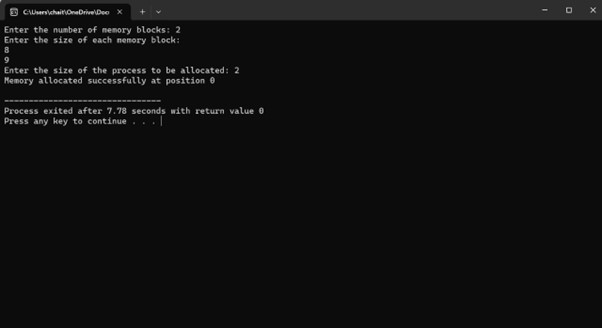 C:\Users\chait\OneDrive\Doc
Enter the number of memory blocks: 2
Enter the size of each memory block:
8
9
Enter the size of the process to be allocated: 2
Memory allocated successfully at position 0
--------------------------------
Process exited after 7.78 seconds with return value 0
Press any key to continue . . .